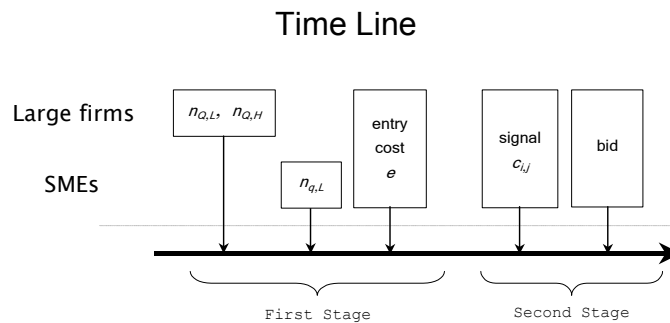 Time Line
Large firms
n_{Q,L}, n_{Q,H}
SMEs
n_{q,L}
entry
cost
e
signal
c_{i,j}
bid
First Stage
Second Stage